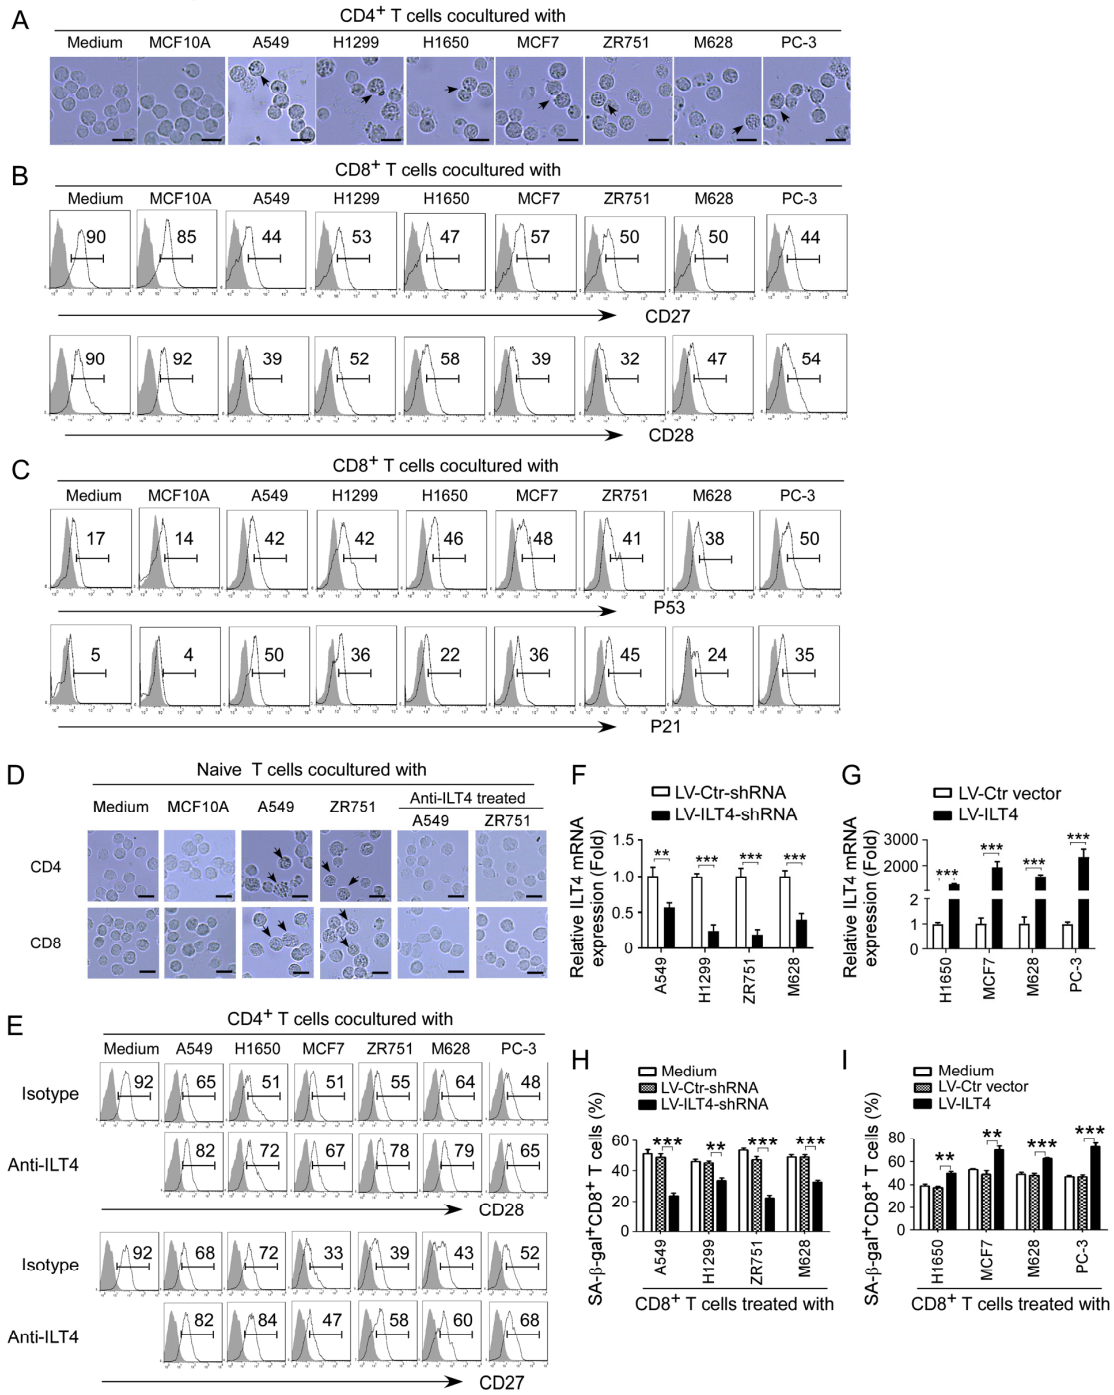 A
CD4+ T cells cocultured with
Medium MCF10A A549 H1299 H1650 MCF7 ZR751 M628 PC-3
B
CD8+ T cells cocultured with
Medium MCF10A A549 H1299 H1650 MCF7 ZR751 M628 PC-3
90 85 44 53 47 57 50 50 44
CD27
90 92 39 52 58 39 32 47 54
CD28
C
CD8+ T cells cocultured with
Medium MCF10A A549 H1299 H1650 MCF7 ZR751 M628 PC-3
17 14 42 42 46 48 41 38 50
P53
5 4 50 36 22 36 45 24 35
P21
D
Naive T cells cocultured with
Medium MCF10A A549 ZR751 Anti-ILT4 treated
A549 ZR751
CD4
CD8
E
CD4+ T cells cocultured with
Medium A549 H1650 MCF7 ZR751 M628 PC-3
Isotype 92 65 51 51 55 64 48
Anti-ILT4 82 72 67 78 79 65
CD28
Isotype 92 68 72 33 39 43 52
Anti-ILT4 82 84 47 58 60 68
CD27
F
LV-Ctr-shRNA
LV-ILT4-shRNA
Relative ILT4 mRNA
expression (Fold)
1.5
1.0
0.5
0
** *** *** ***
A549 H1299 ZR751 M628
G
LV-Ctr vector
LV-ILT4
Relative ILT4 mRNA
expression (Fold)
3000
2000
2
1
0
*** *** *** ***
H1650 MCF7 M628 PC-3
H
Medium
LV-Ctr-shRNA
LV-ILT4-shRNA
SA-β-gal+CD8+ T cells (%)
60
40
20
0
*** ** *** ***
A549 H1299 ZR751 M628
CD8+ T cells treated with
I
Medium
LV-Ctr vector
LV-ILT4
SA-β-gal+CD8+ T cells (%)
80
60
40
20
0
** ** *** ***
H1650 MCF7 M628 PC-3
CD8+ T cells treated with